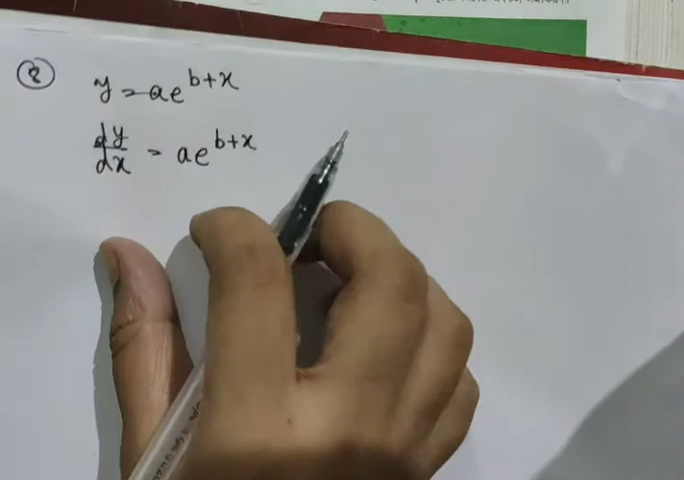 ② y = ae^{b+x}
dy/dx = ae^{b+x}